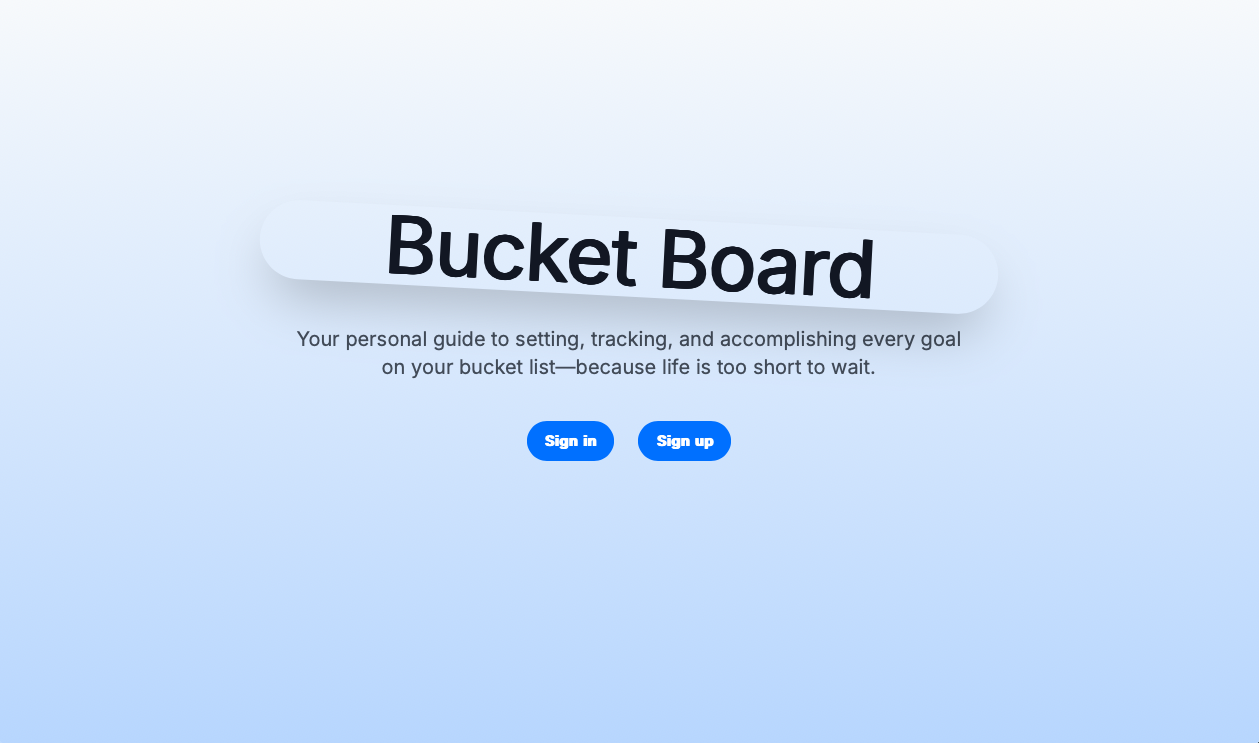 Bucket Board
Your personal guide to setting, tracking, and accomplishing every goal
on your bucket list—because life is too short to wait.
Sign in
Sign up